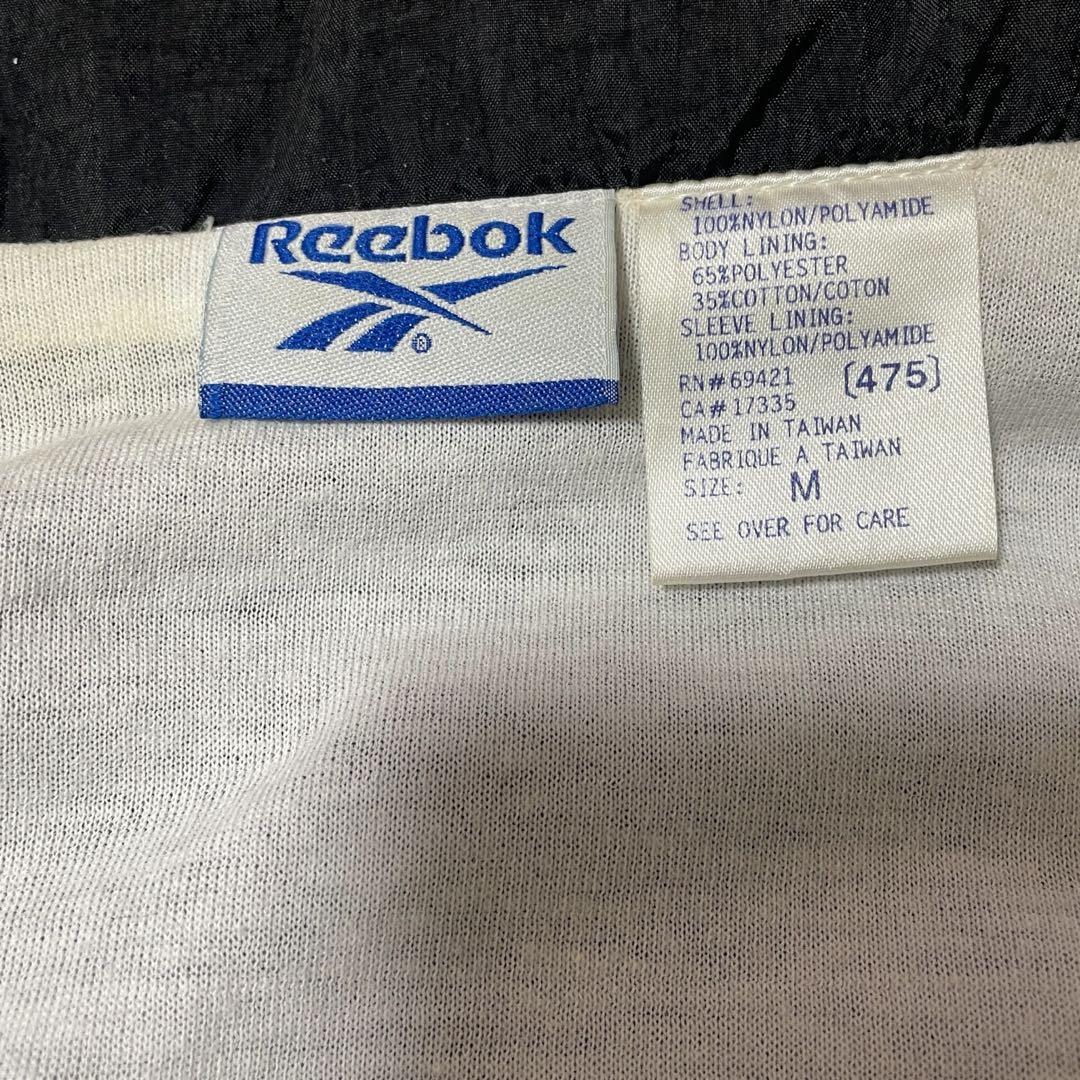 Reebok
®
SHELL:
100%NYLON/POLYAMIDE
BODY LINING:
65%POLYESTER
35%COTTON/COTON
SLEEVE LINING:
100%NYLON/POLYAMIDE
RN#69421 (475)
CA#17335
MADE IN TAIWAN
FABRIQUE A TAIWAN
SIZE: M
SEE OVER FOR CARE